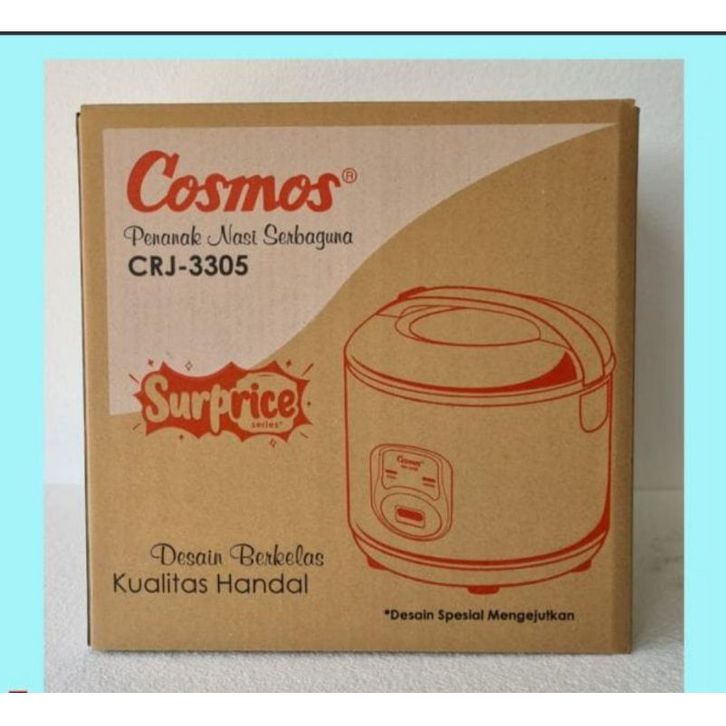 Cosmos®
Penanak Nasi Serbaguna
CRJ-3305
Surprice
series*
Cosmos
Desain Berkelas
Kualitas Handal
*Desain Spesial Mengejutkan